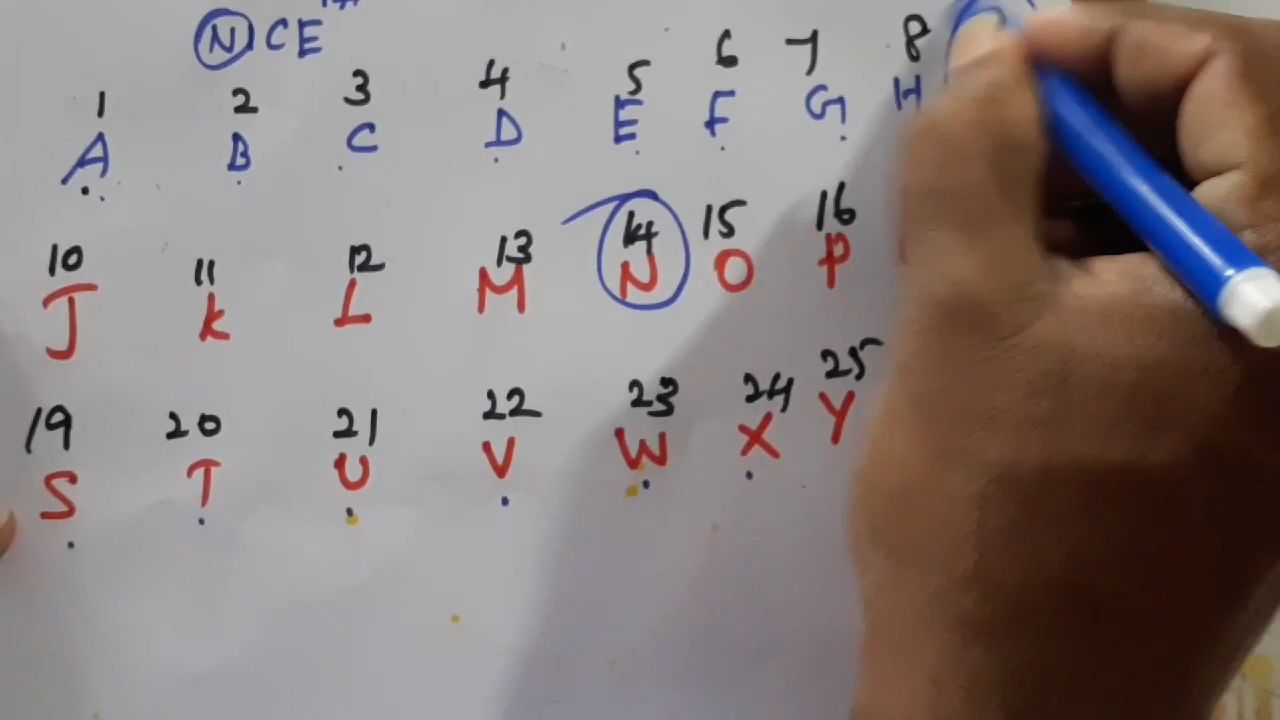 NICE
1 2 3 4 5 6 7 8
A B C D E F G H
10 11 12 13 14 15 16
J K L M N O P
19 20 21 22 23 24 25
S T U V W X Y